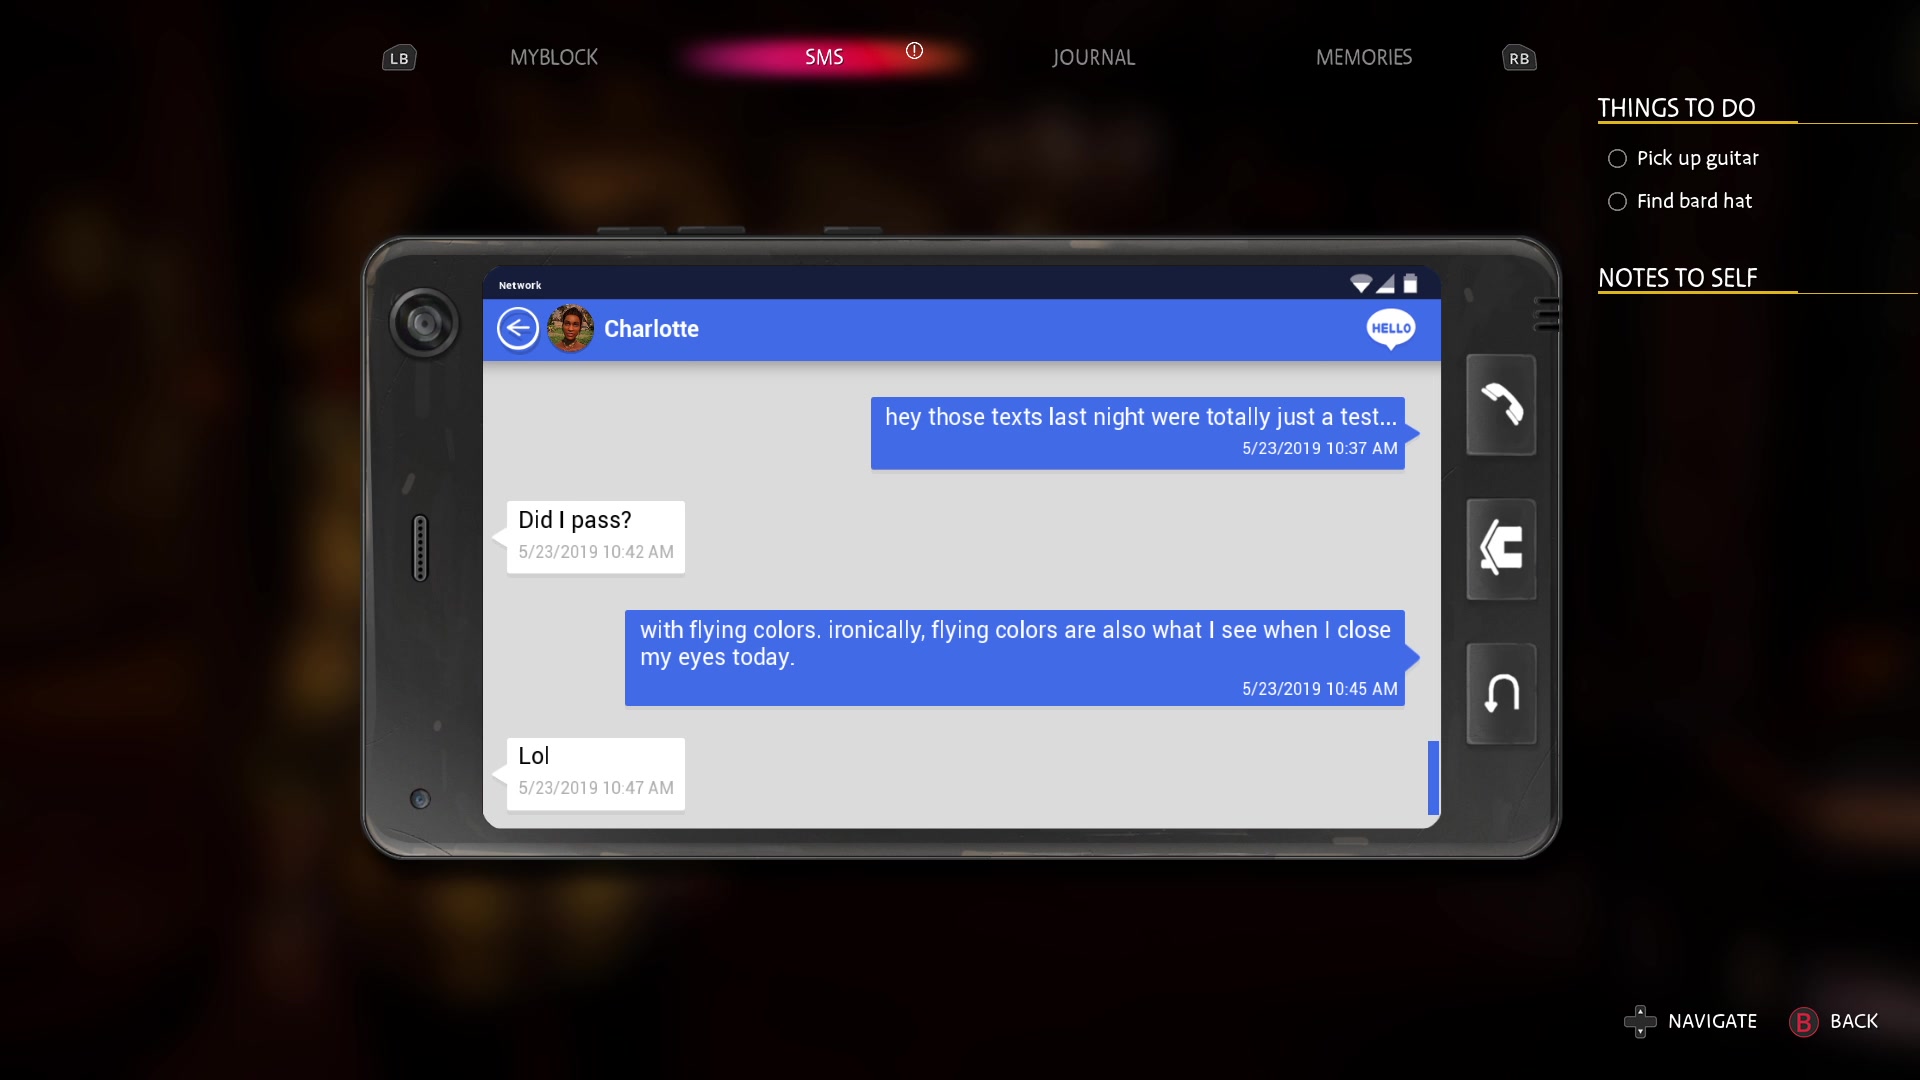 LB
MYBLOCK
SMS
JOURNAL
MEMORIES
RB
THINGS TO DO
Pick up guitar
Find bard hat
NOTES TO SELF
Network
Charlotte
HELLO
hey those texts last night were totally just a test...
5/23/2019 10:37 AM
Did I pass?
5/23/2019 10:42 AM
with flying colors. ironically, flying colors are also what I see when I close
my eyes today.
5/23/2019 10:45 AM
Lol
5/23/2019 10:47 AM
NAVIGATE
B BACK